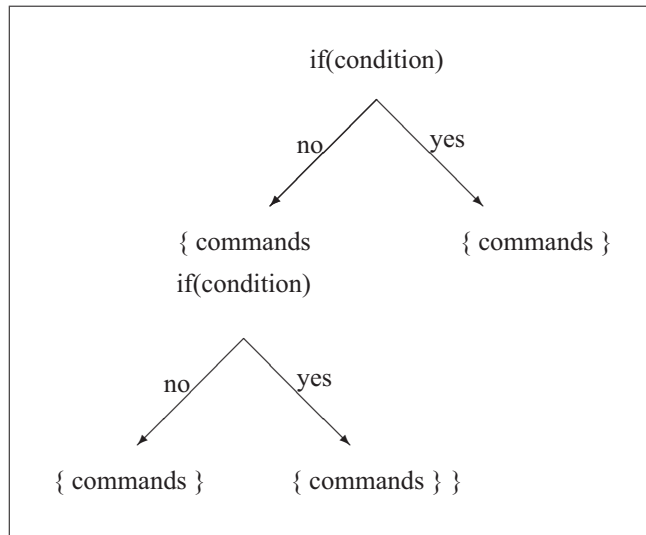 if(condition)
no
yes
{ commands
{ commands }
if(condition)
no
yes
{ commands }
{ commands } }